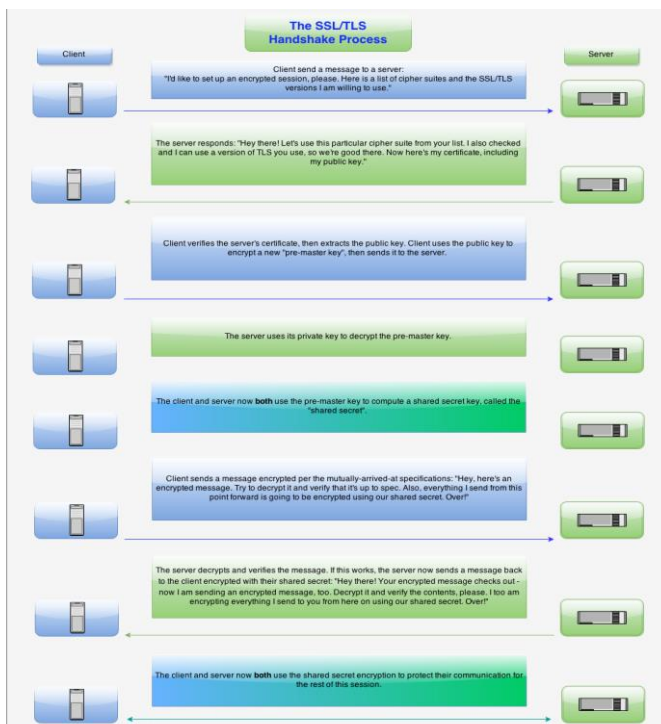 The SSL/TLS
Handshake Process
Client
Server
Client send a message to a server:
"I'd like to set up an encrypted session, please. Here is a list of cipher suites and the SSL/TLS
versions I am willing to use."
The server responds: "Hey there! Let's use this particular cipher suite from your list. I also checked
and I can use a version of TLS you use, so we're good there. Now here's my certificate, including
my public key."
Client verifies the server's certificate, then extracts the public key. Client uses the public key to
encrypt a new "pre-master key", then sends it to the server.
The server uses its private key to decrypt the pre-master key.
The client and server now both use the pre-master key to compute a shared secret key, called the
"shared secret".
Client sends a message encrypted per the mutually-arrived-at specifications: "Hey, here's an
encrypted message. Try to decrypt it and verify that it's up to spec. Also, everything I send from this
point forward is going to be encrypted using our shared secret. Over!"
The server decrypts and verifies the message. If this works, the server now sends a message back
to the client encrypted with their shared secret: "Hey there! Your encrypted message checks out -
now I am sending an encrypted message, too. Decrypt it and verify the contents, please. I too am
encrypting everything I send to you from here on using our shared secret. Over!"
The client and server now both use the shared secret encryption to protect their communication for
the rest of this session.